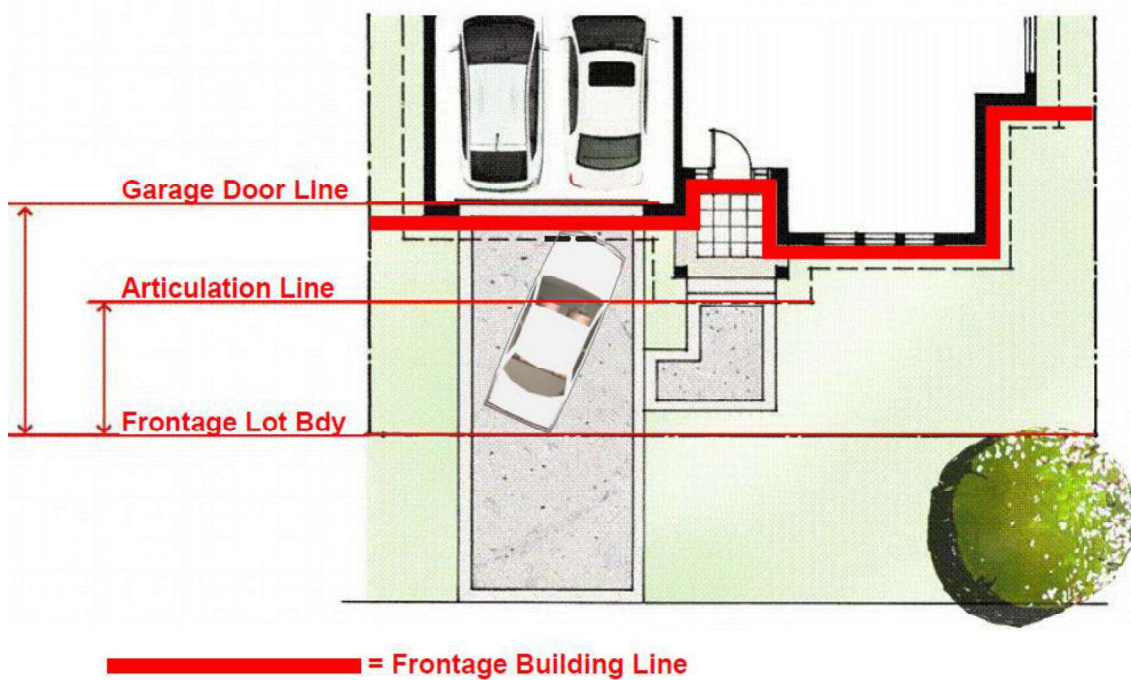 Garage Door Line
Articulation Line
Frontage Lot Bdy
= Frontage Building Line